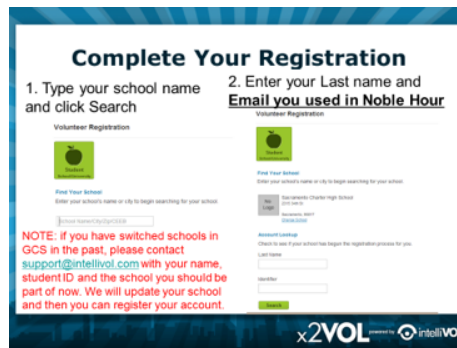 Complete Your Registration
1. Type your school name
and click Search
Volunteer Registration
Student
Find Your School
Enter your school's name or city to begin searching for your school
School Name/City/Zip/CEEB
NOTE: if you have switched schools in
GCS in the past, please contact
support@intellivol.com with your name,
student ID and the school you should be
part of now. We will update your school
and then you can register your account.
2. Enter your Last name and
Email you used in Noble Hour
Volunteer Registration
Student
Find Your School
Enter your school's name or city to begin searching for your school
No
Logo
Sacramento Charter High School
Account Lookup
Check to see if your school has begun the registration process for you.
Last Name
Identifier
Search
x2VOL powered by intelliVOL